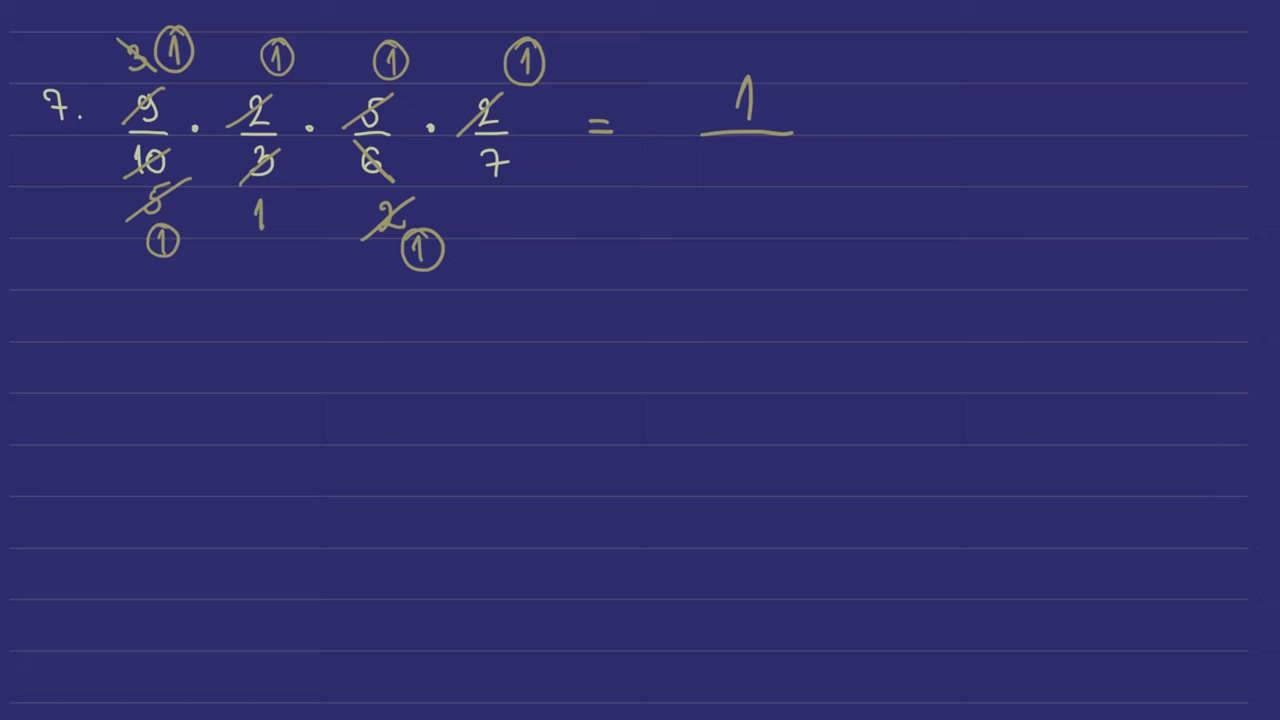 3 1 1 1 1
7. 9/10 · 2/3 · 5/6 · 2/7 = 1/
5 1 2
1 1